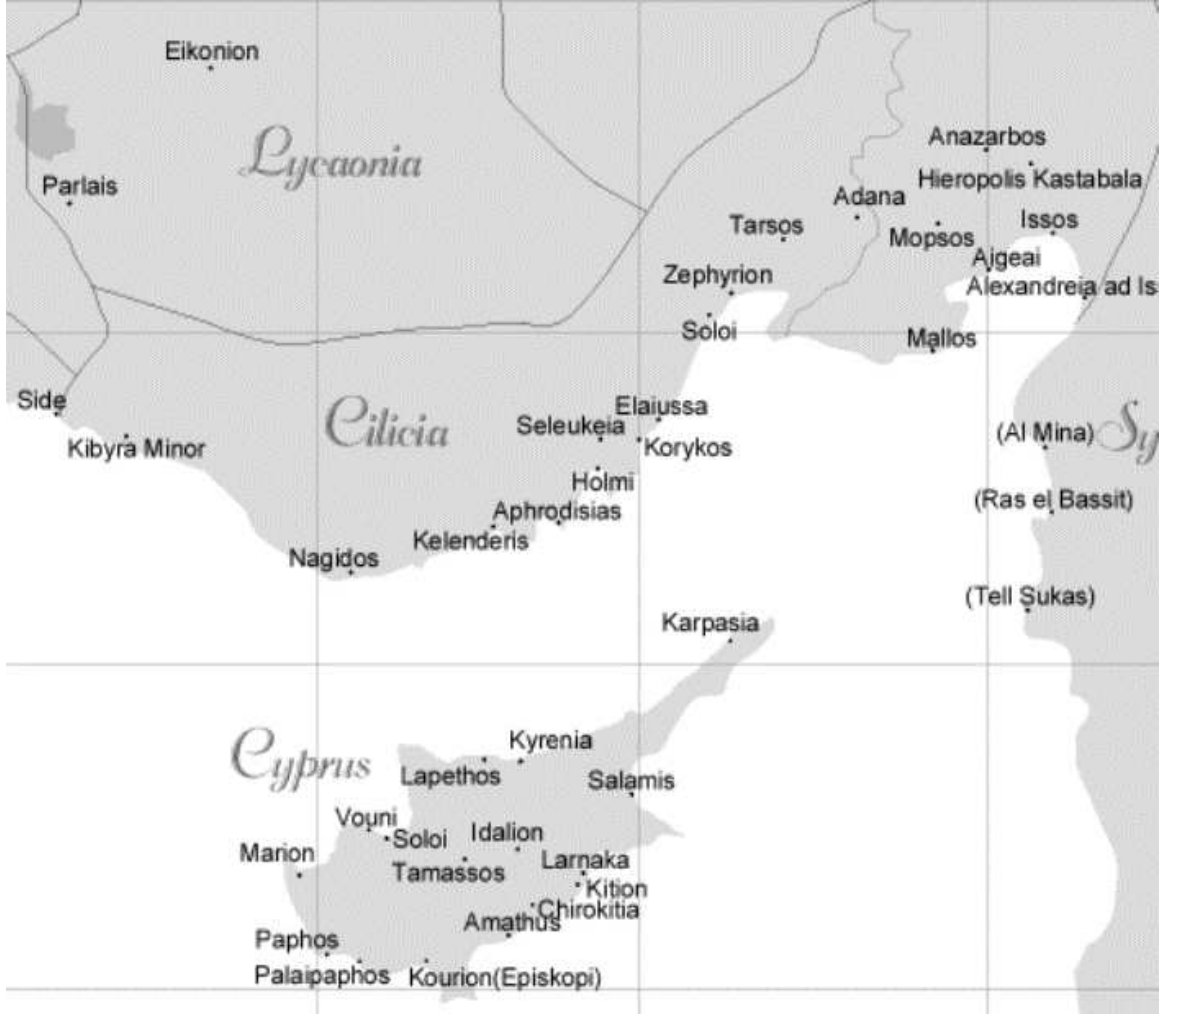 Eikonion
Lycaonia
Anazarbos
Hieropolis Kastabala
Parlais
Adana
Issos
Tarsos
Mopsos
Aigeai
Zephyrion
Alexandreia ad Is
Soloi
Mallos
Side
Elaiussa
Cilicia
Seleukeia
Korykos
(Al Mina)
Sy
Kibyra Minor
Holmi
Aphrodisias
(Ras el Bassit)
Kelenderis
Nagidos
(Tell Sukas)
Karpasia
Kyrenia
Cyprus
Lapethos
Salamis
Vouni
Soloi
Idalion
Marion
Larnaka
Tamassos
Kition
Chirokitia
Amathus
Paphos
Palaipaphos
Kourion(Episkopi)